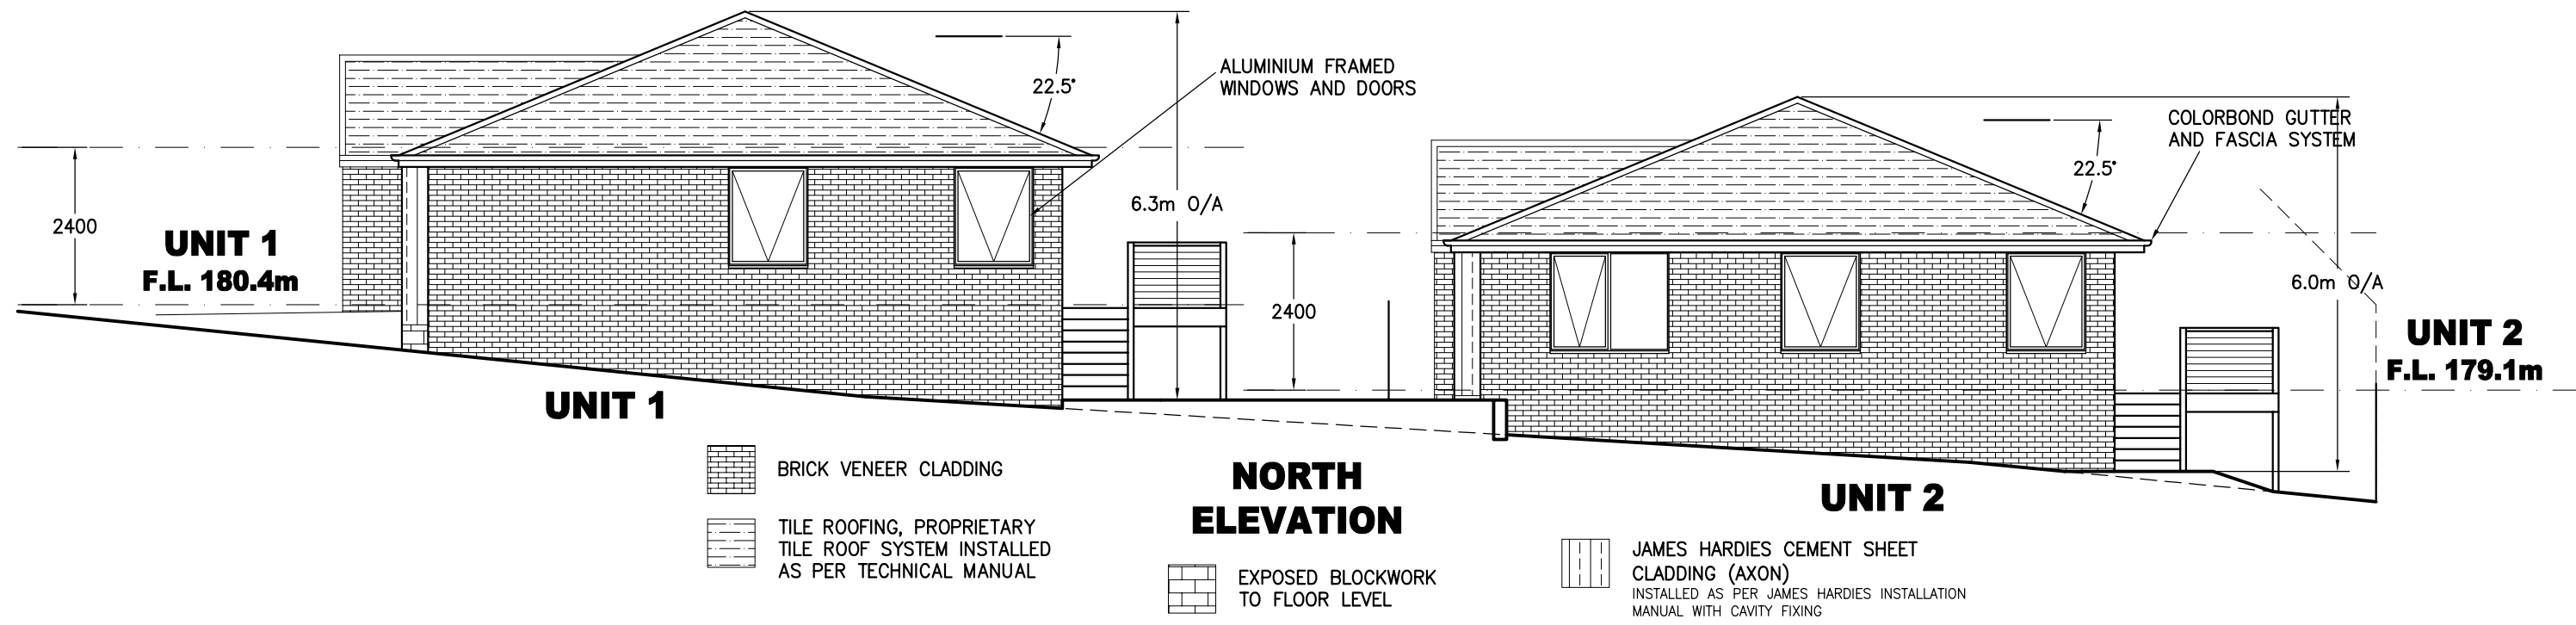 ALUMINIUM FRAMED
WINDOWS AND DOORS
22.5°
6.3m O/A
2400
UNIT 1
F.L. 180.4m
UNIT 1
COLORBOND GUTTER
AND FASCIA SYSTEM
22.5°
6.0m O/A
2400
UNIT 2
F.L. 179.1m
UNIT 2
NORTH
ELEVATION
BRICK VENEER CLADDING
TILE ROOFING, PROPRIETARY
TILE ROOF SYSTEM INSTALLED
AS PER TECHNICAL MANUAL
EXPOSED BLOCKWORK
TO FLOOR LEVEL
JAMES HARDIES CEMENT SHEET
CLADDING (AXON)
INSTALLED AS PER JAMES HARDIES INSTALLATION
MANUAL WITH CAVITY FIXING